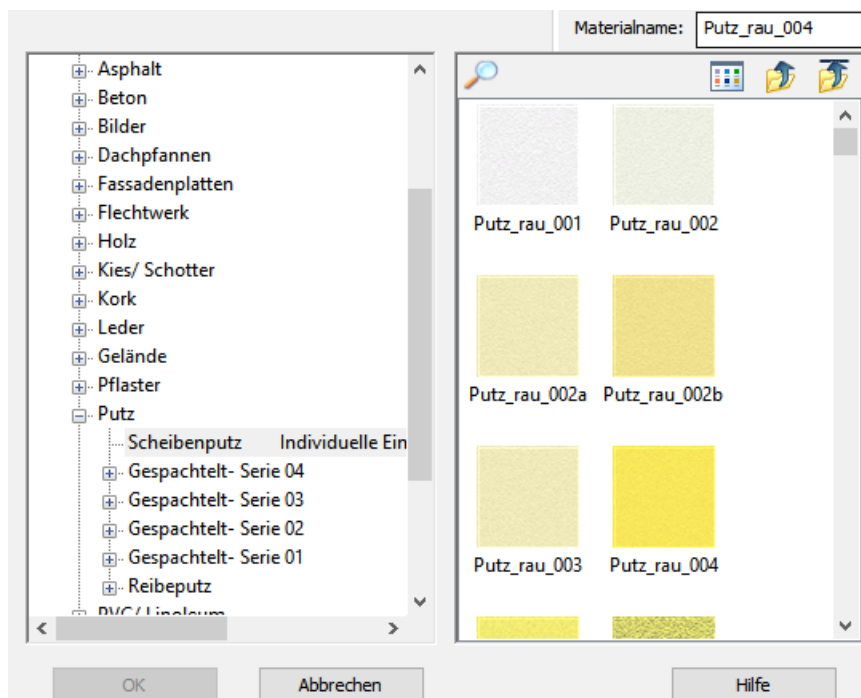 Materialname: Putz_rau_004
Asphalt
Beton
Bilder
Dachpfannen
Fassadenplatten
Flechtwerk
Holz
Kies/ Schotter
Kork
Leder
Gelände
Pflaster
Putz
Scheibenputz Individuelle Ein
Gespachtelt- Serie 04
Gespachtelt- Serie 03
Gespachtelt- Serie 02
Gespachtelt- Serie 01
Reibeputz
PVC/ Linoleum
Putz_rau_001 Putz_rau_002
Putz_rau_002a Putz_rau_002b
Putz_rau_003 Putz_rau_004
OK Abbrechen Hilfe